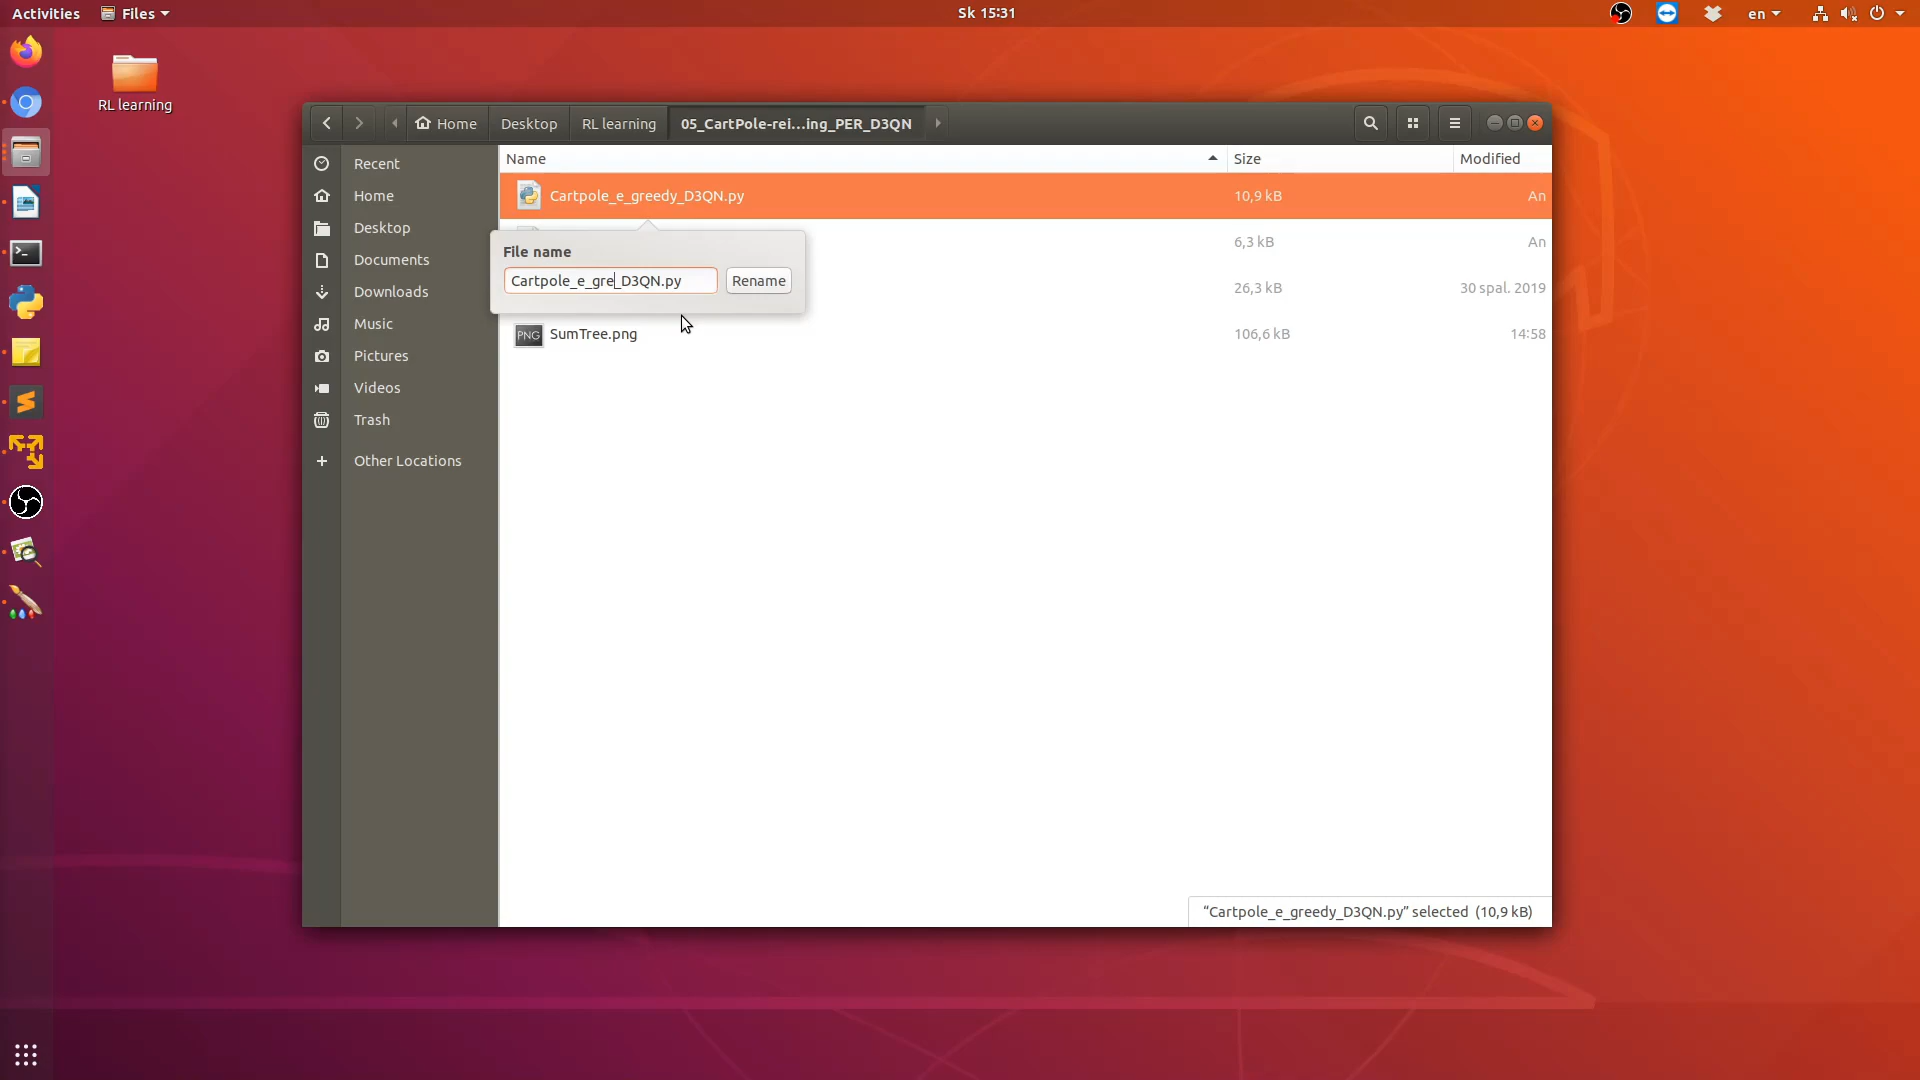 Activities Files Sk 15:31 en
RL learning
Home Desktop RL learning 05_CartPole-rei...ing_PER_D3QN
Recent
Home
Desktop
Documents
Downloads
Music
Pictures
Videos
Trash
Other Locations
Name Size Modified
Cartpole_e_greedy_D3QN.py 10,9 kB An
6,3 kB An
26,3 kB 30 spal. 2019
PNG SumTree.png 106,6 kB 14:58
File name
Cartpole_e_gre_D3QN.py Rename
“Cartpole_e_greedy_D3QN.py” selected (10,9 kB)